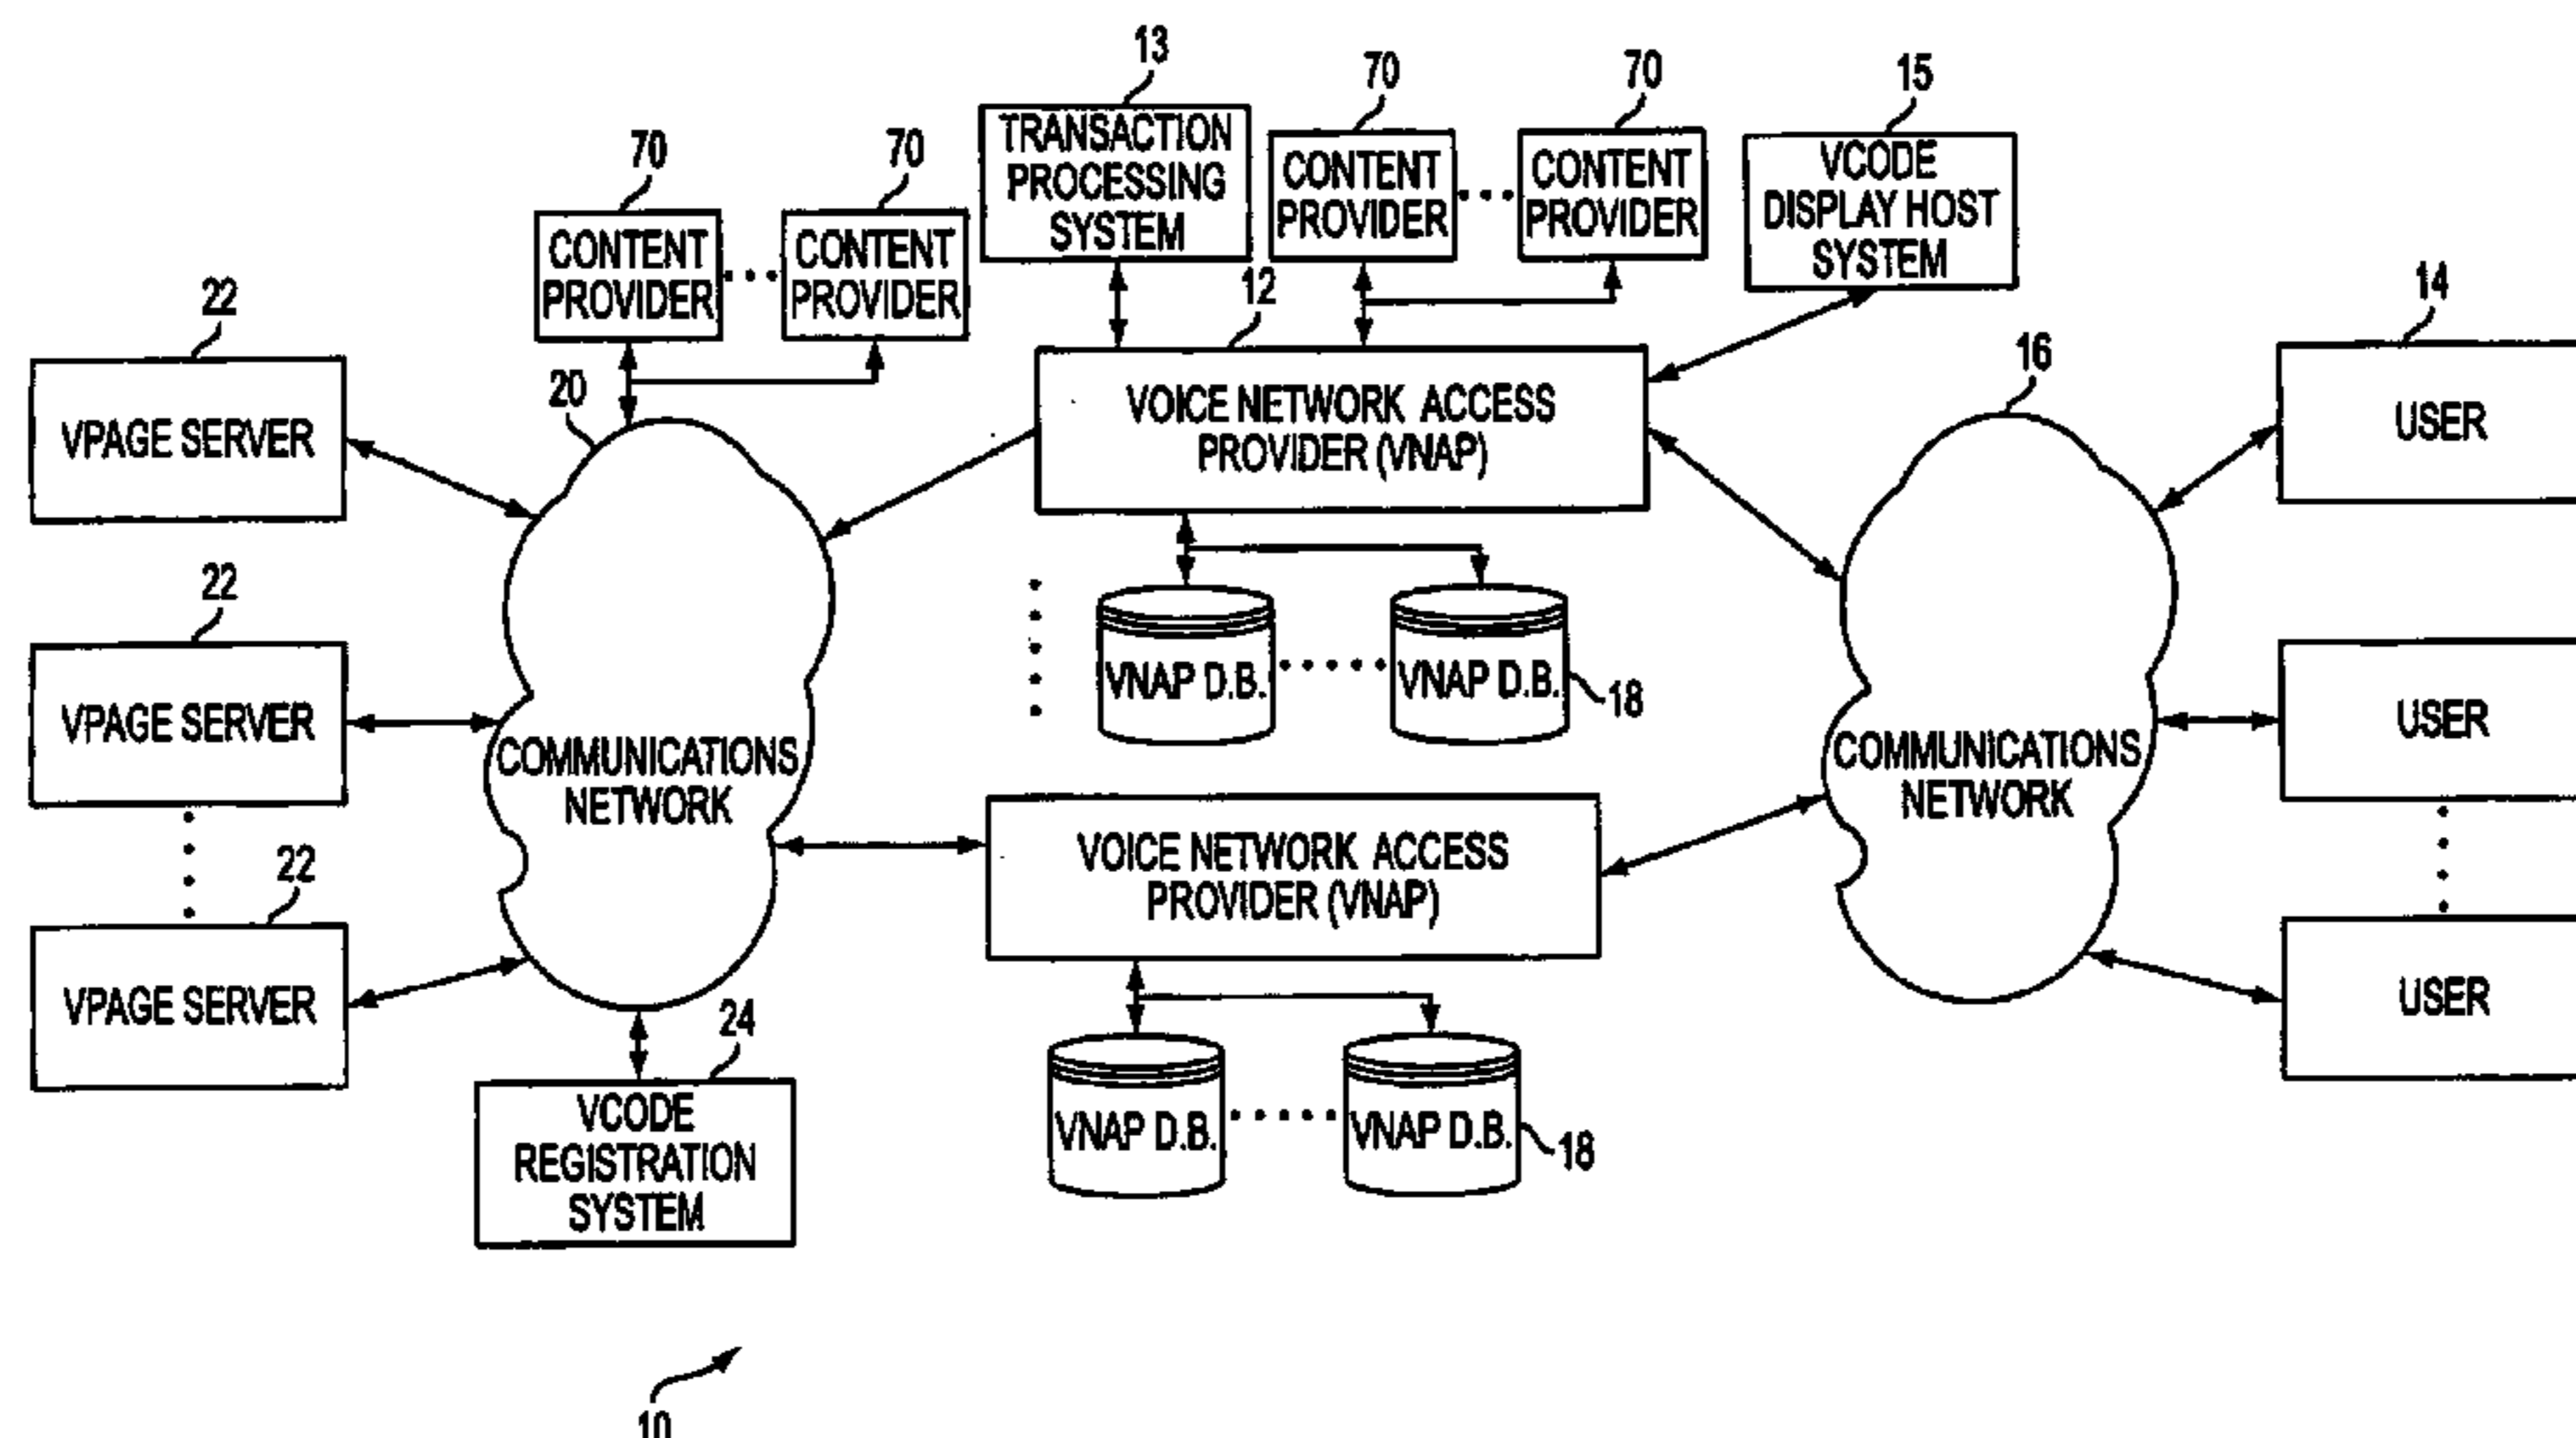 13
70
70
15
TRANSACTION
PROCESSING
SYSTEM
CONTENT
PROVIDER
CONTENT
PROVIDER
VCODE
DISPLAY HOST
SYSTEM
70
70
CONTENT
PROVIDER
CONTENT
PROVIDER
22
20
12
16
14
VPAGE SERVER
VOICE NETWORK ACCESS
PROVIDER (VNAP)
USER
22
VPAGE SERVER
COMMUNICATIONS
NETWORK
VNAP D.B.
VNAP D.B.
18
COMMUNICATIONS
NETWORK
USER
22
VPAGE SERVER
VOICE NETWORK ACCESS
PROVIDER (VNAP)
USER
24
VCODE
REGISTRATION
SYSTEM
VNAP D.B.
VNAP D.B.
18
10